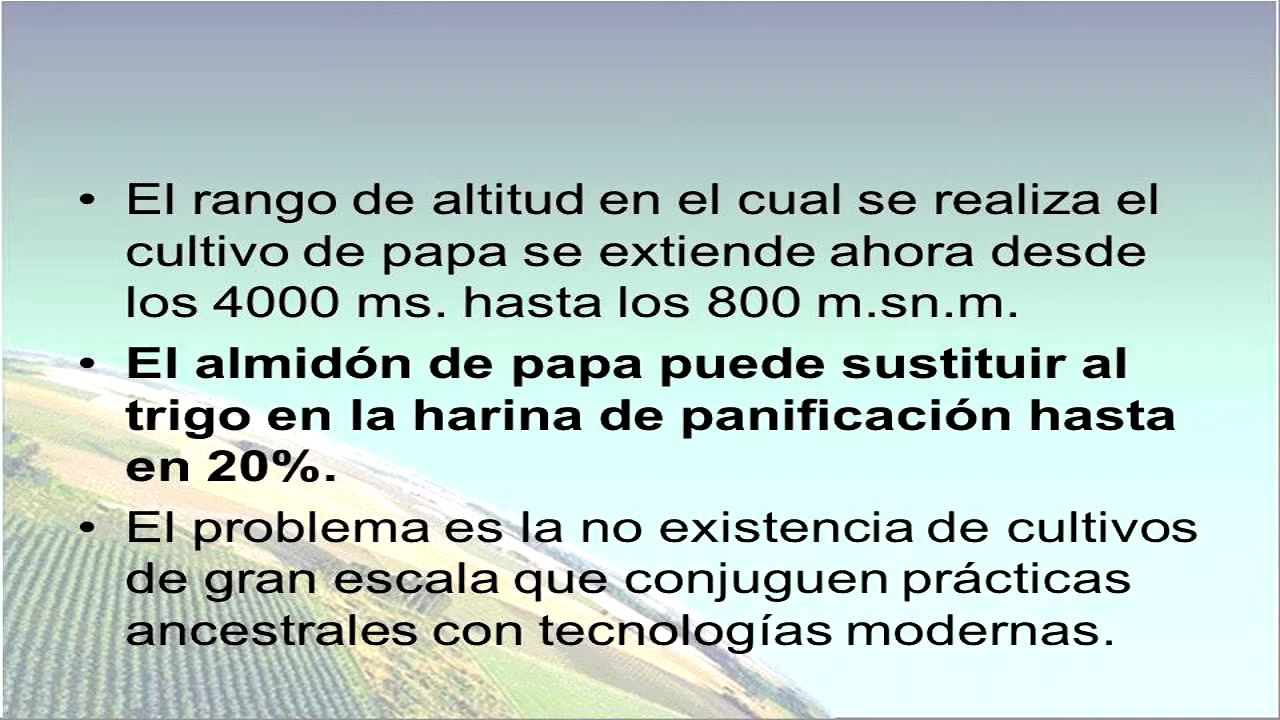 • El rango de altitud en el cual se realiza el
cultivo de papa se extiende ahora desde
los 4000 ms. hasta los 800 m.sn.m.
• El almidón de papa puede sustituir al
trigo en la harina de panificación hasta
en 20%.
• El problema es la no existencia de cultivos
de gran escala que conjuguen prácticas
ancestrales con tecnologías modernas.